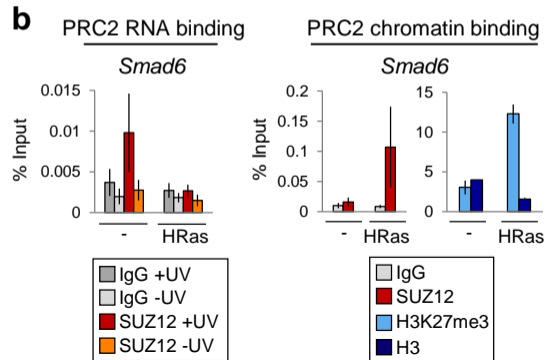 b
PRC2 RNA binding
Smad6
% Input
0.015
0.01
0.005
0
-
HRas
IgG +UV
IgG -UV
SUZ12 +UV
SUZ12 -UV
PRC2 chromatin binding
Smad6
% Input
0.2
0.15
0.1
0.05
0
-
HRas
15
10
5
0
-
HRas
IgG
SUZ12
H3K27me3
H3